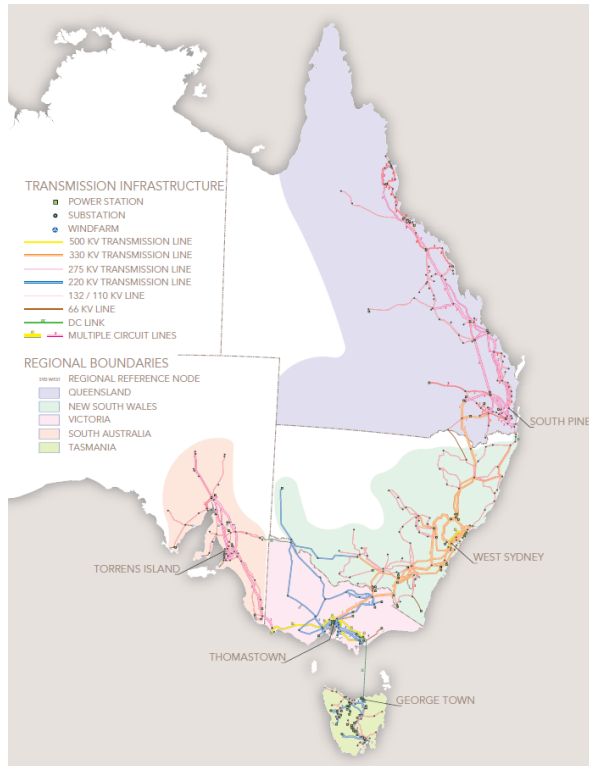 TRANSMISSION INFRASTRUCTURE
POWER STATION
SUBSTATION
WINDFARM
500 KV TRANSMISSION LINE
330 KV TRANSMISSION LINE
275 KV TRANSMISSION LINE
220 KV TRANSMISSION LINE
132 / 110 KV LINE
66 KV LINE
DC LINK
MULTIPLE CIRCUIT LINES
REGIONAL BOUNDARIES
REGIONAL REFERENCE NODE
QUEENSLAND
NEW SOUTH WALES
VICTORIA
SOUTH AUSTRALIA
TASMANIA
SOUTH PINE
WEST SYDNEY
TORRENS ISLAND
THOMASTOWN
GEORGE TOWN